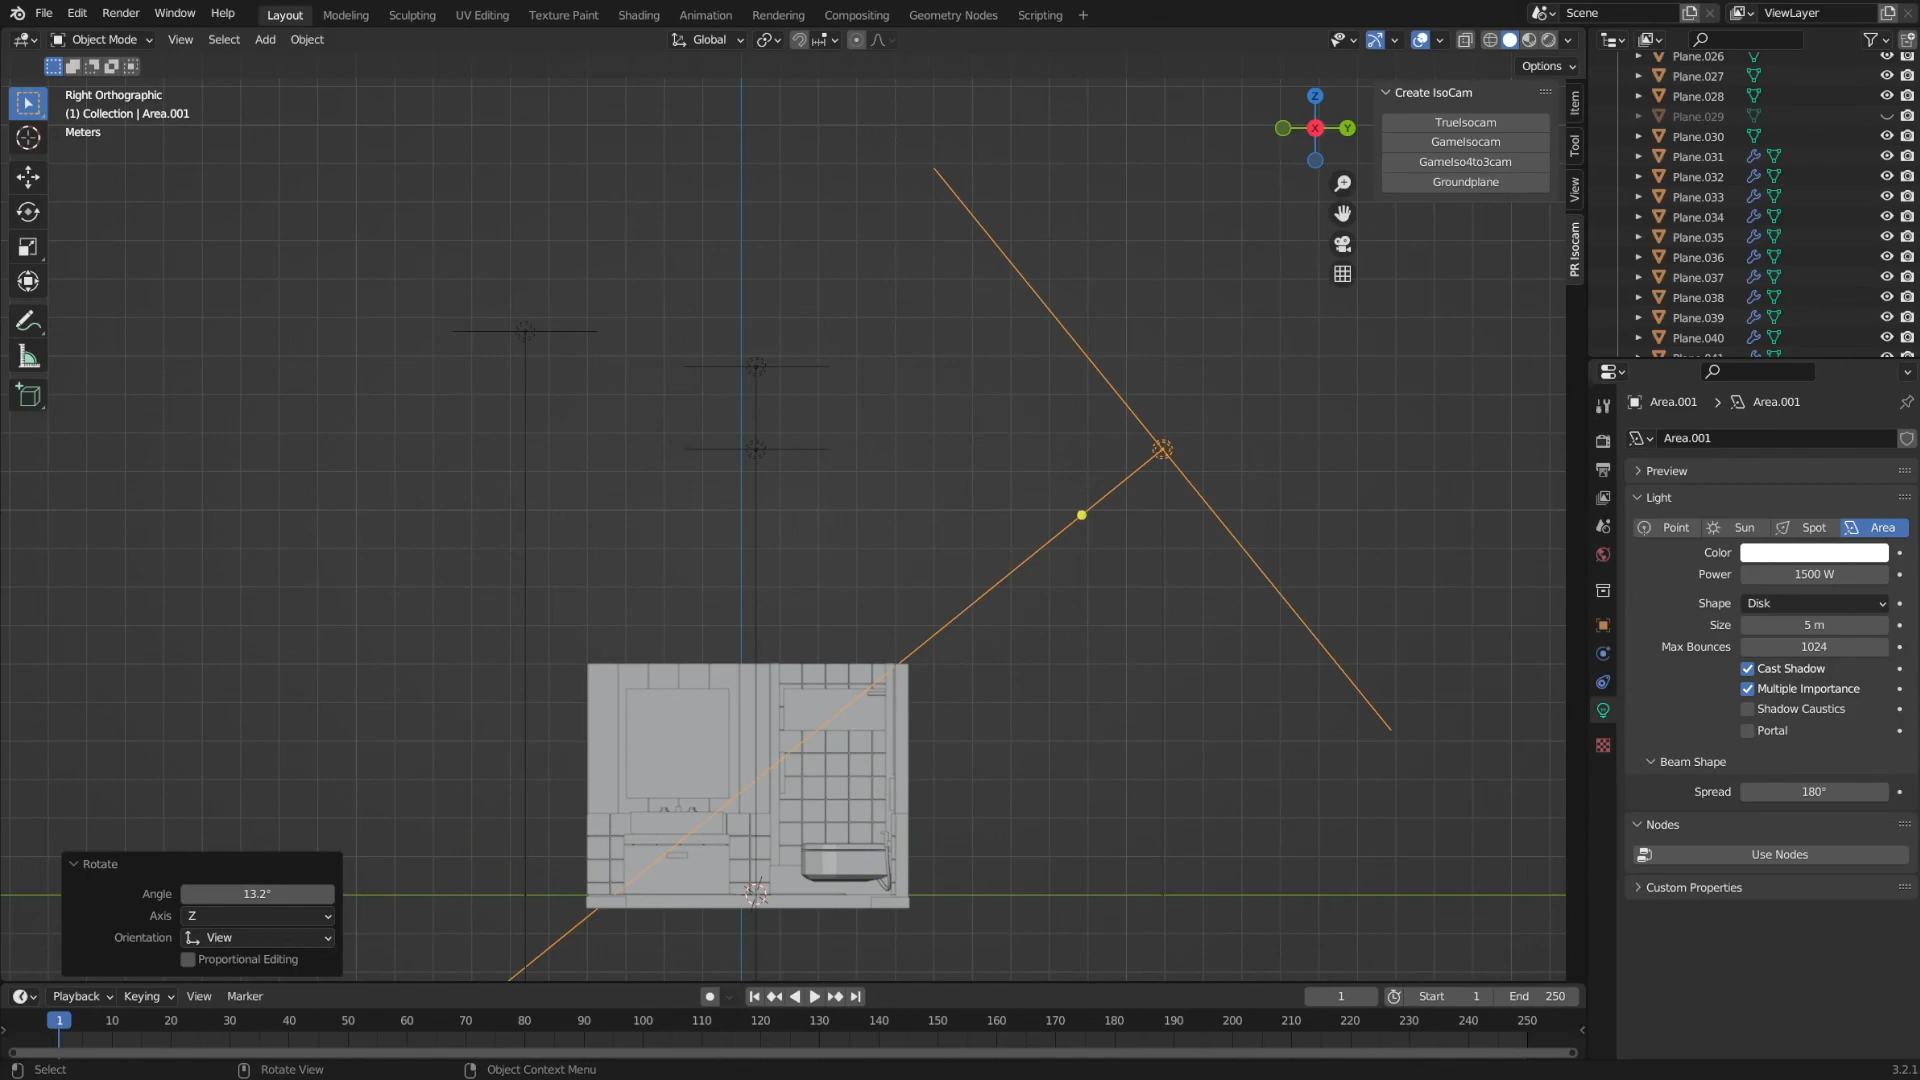 File Edit Render Window Help Layout Modeling Sculpting UV Editing Texture Paint Shading Animation Rendering Compositing Geometry Nodes Scripting +
Scene
ViewLayer
Object Mode View Select Add Object
Global
Options
Right Orthographic
(1) Collection | Area.001
Meters
Z
X
Y
Create IsoCam
TrueIsocam
GameIsocam
GameIso4to3cam
Groundplane
Item
Tool
View
PR Isocam
Plane.026
Plane.027
Plane.028
Plane.029
Plane.030
Plane.031
Plane.032
Plane.033
Plane.034
Plane.035
Plane.036
Plane.037
Plane.038
Plane.039
Plane.040
Area.001 > Area.001
Area.001
Preview
Light
Point Sun Spot Area
Color
Power 1500 W
Shape Disk
Size 5 m
Max Bounces 1024
Cast Shadow
Multiple Importance
Shadow Caustics
Portal
Beam Shape
Spread 180°
Nodes
Use Nodes
Custom Properties
Rotate
Angle 13.2°
Axis Z
Orientation View
Proportional Editing
Playback Keying View Marker
1 Start 1 End 250
1 10 20 30 40 50 60 70 80 90 100 110 120 130 140 150 160 170 180 190 200 210 220 230 240 250
Select Rotate View Object Context Menu 3.2.1